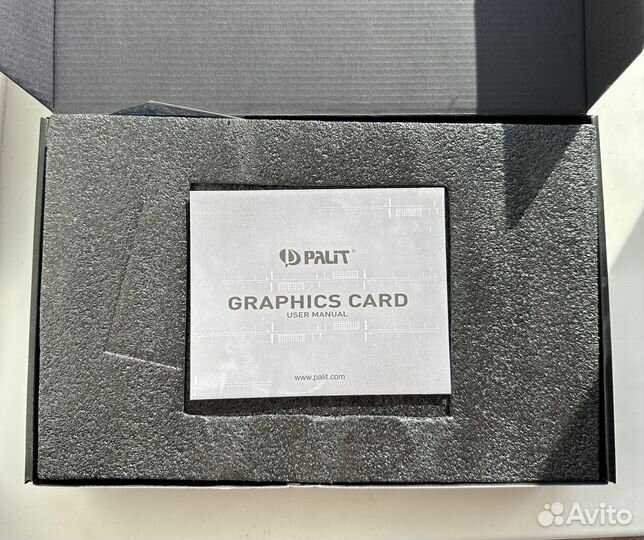 PALiT®
GRAPHICS CARD
USER MANUAL
www.palit.com
Avito